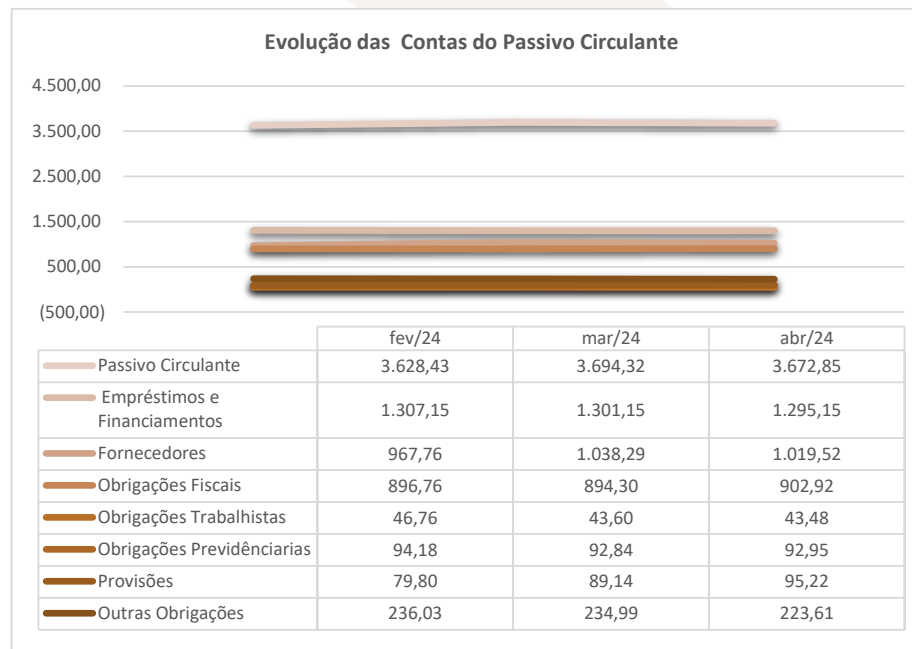 Evolução das Contas do Passivo Circulante
4.500,00
3.500,00
2.500,00
1.500,00
500,00
(500,00)
fev/24 mar/24 abr/24
Passivo Circulante 3.628,43 3.694,32 3.672,85
Empréstimos e
Financiamentos 1.307,15 1.301,15 1.295,15
Fornecedores 967,76 1.038,29 1.019,52
Obrigações Fiscais 896,76 894,30 902,92
Obrigações Trabalhistas 46,76 43,60 43,48
Obrigações Previdênciarias 94,18 92,84 92,95
Provisões 79,80 89,14 95,22
Outras Obrigações 236,03 234,99 223,61